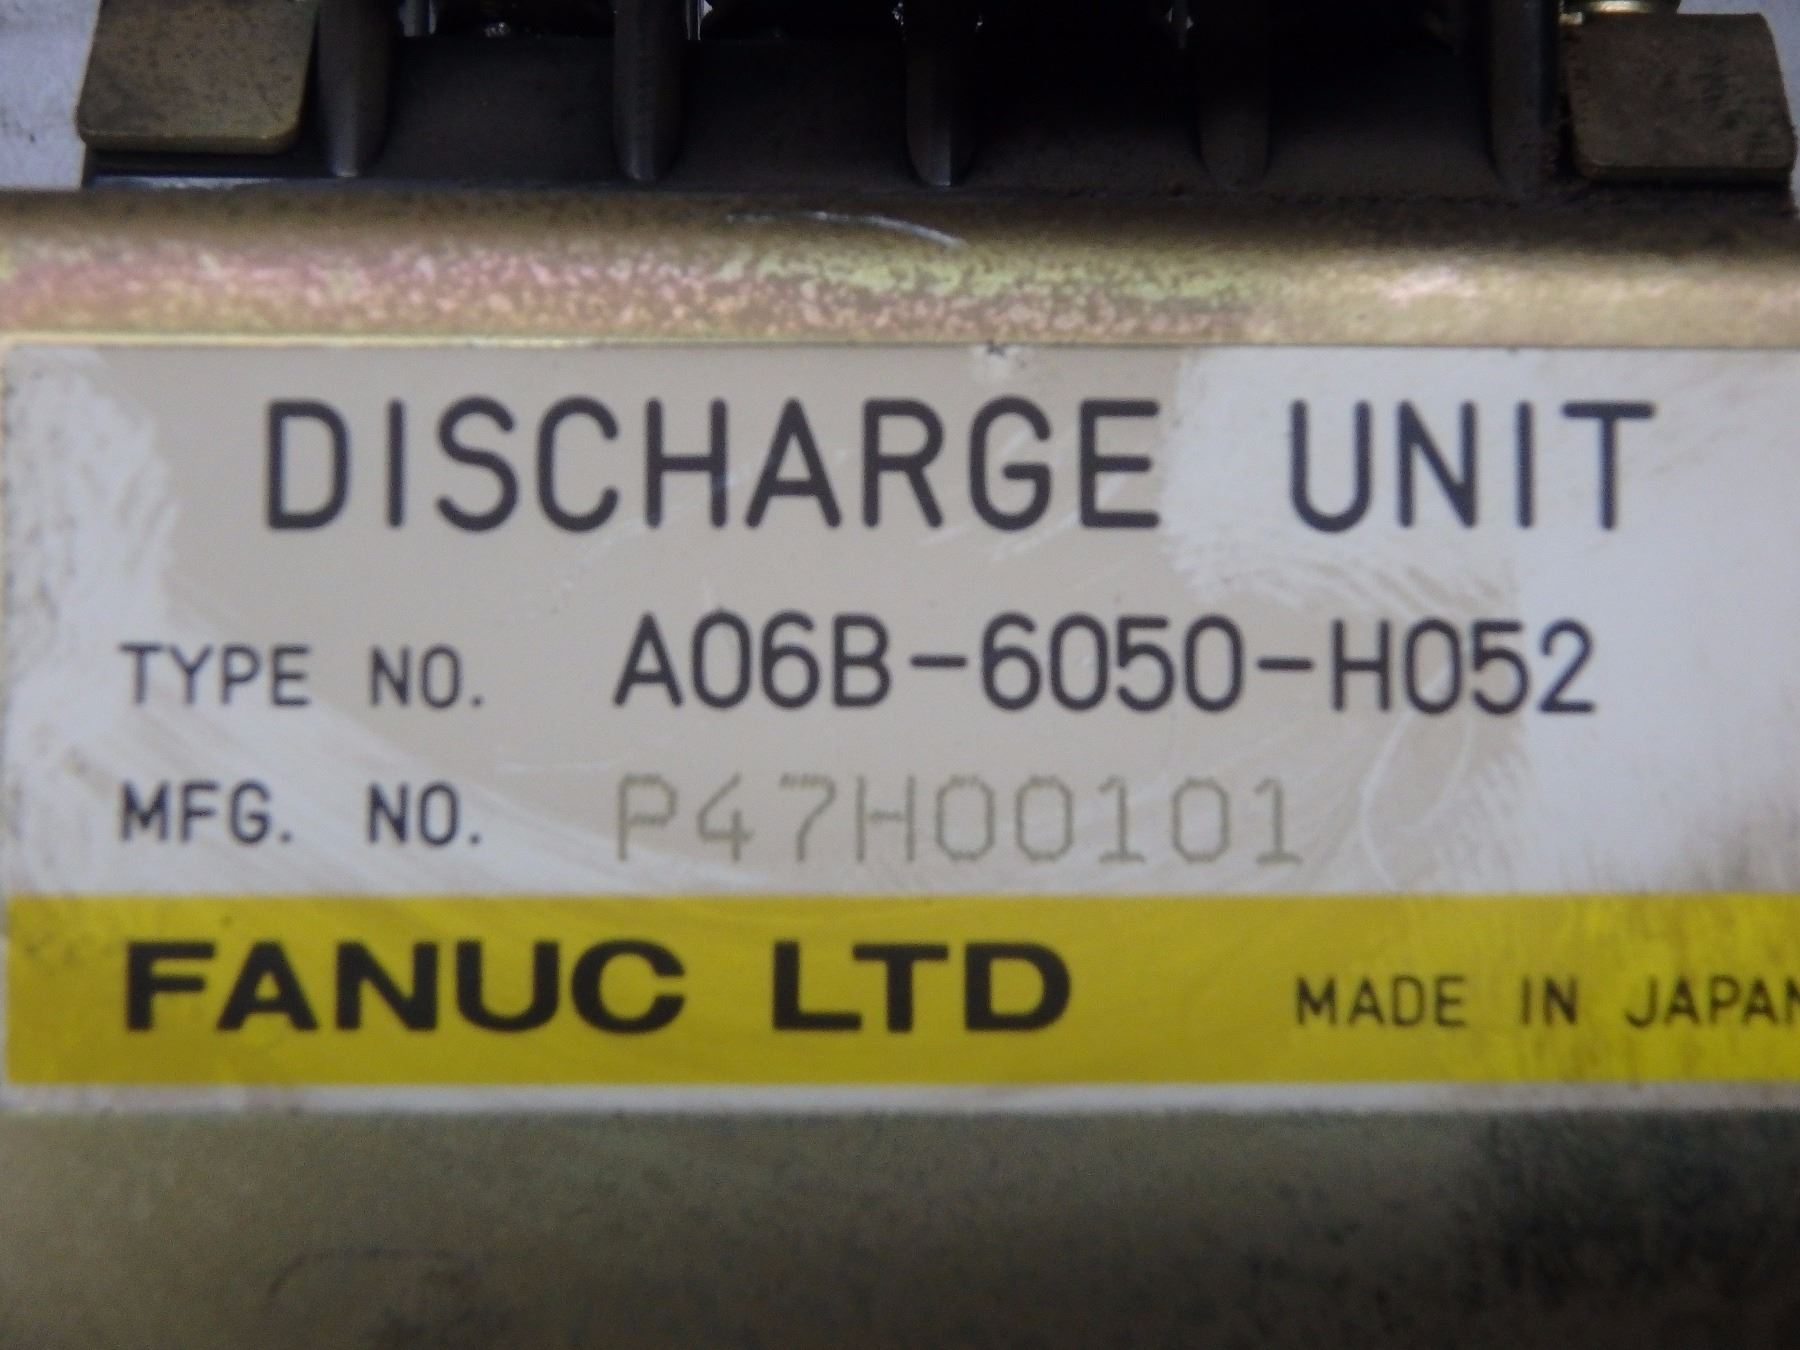 DISCHARGE UNIT
TYPE NO. A06B-6050-H052
MFG. NO. P47H00101
FANUC LTD MADE IN JAPAN